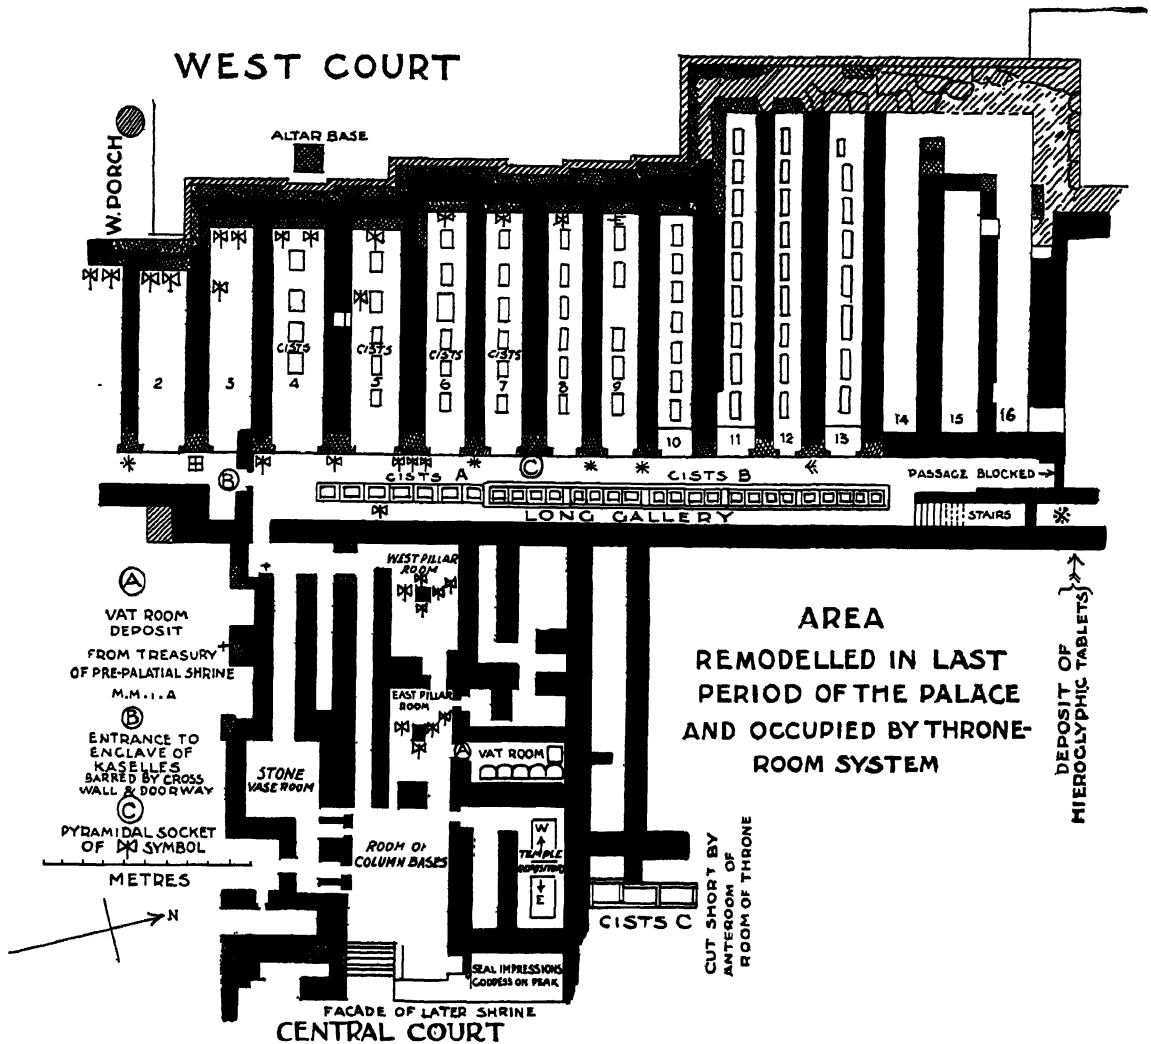 WEST COURT
ALTAR BASE
W. PORCH
CISTS
CISTS
CISTS
CISTS
2
3
4
5
6
7
8
9
10
11
12
13
14
15
16
B
CISTS A
C
CISTS B
PASSAGE BLOCKED
LONG GALLERY
STAIRS
DEPOSIT OF
HIEROGLYPHIC TABLETS
WEST PILLAR
ROOM
A
VAT ROOM
DEPOSIT
FROM TREASURY
OF PRE-PALATIAL SHRINE
M.M.I.A
B
ENTRANCE TO
ENCLAVE OF
KASELLES
BARRED BY CROSS
WALL & DOORWAY
C
PYRAMIDAL SOCKET
OF SYMBOL
METRES
N
EAST PILLAR
ROOM
A
VAT ROOM
STONE
VASE ROOM
ROOM OF
COLUMN BASES
W
TEMPLE
E
AREA
REMODELLED IN LAST
PERIOD OF THE PALACE
AND OCCUPIED BY THRONE-
ROOM SYSTEM
CISTS C
CUT SHORT BY
ANTEROOM OF
ROOM OF THRONE
SEAL IMPRESSIONS
GODDESS ON PEAK
FACADE OF LATER SHRINE
CENTRAL COURT